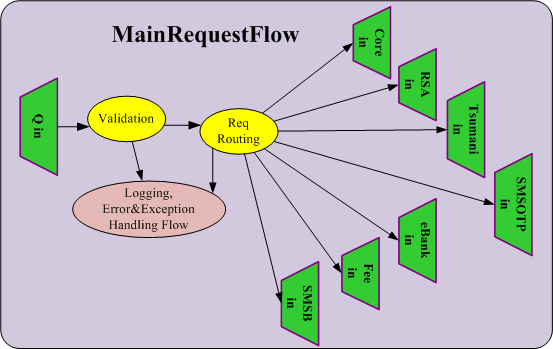 MainRequestFlow
Q in
Validation
Req
Routing
Logging,
Error&Exception
Handling Flow
Core
in
RSA
in
Tsumani
in
SMSOTP
in
eBank
in
Fee
in
SMSB
in